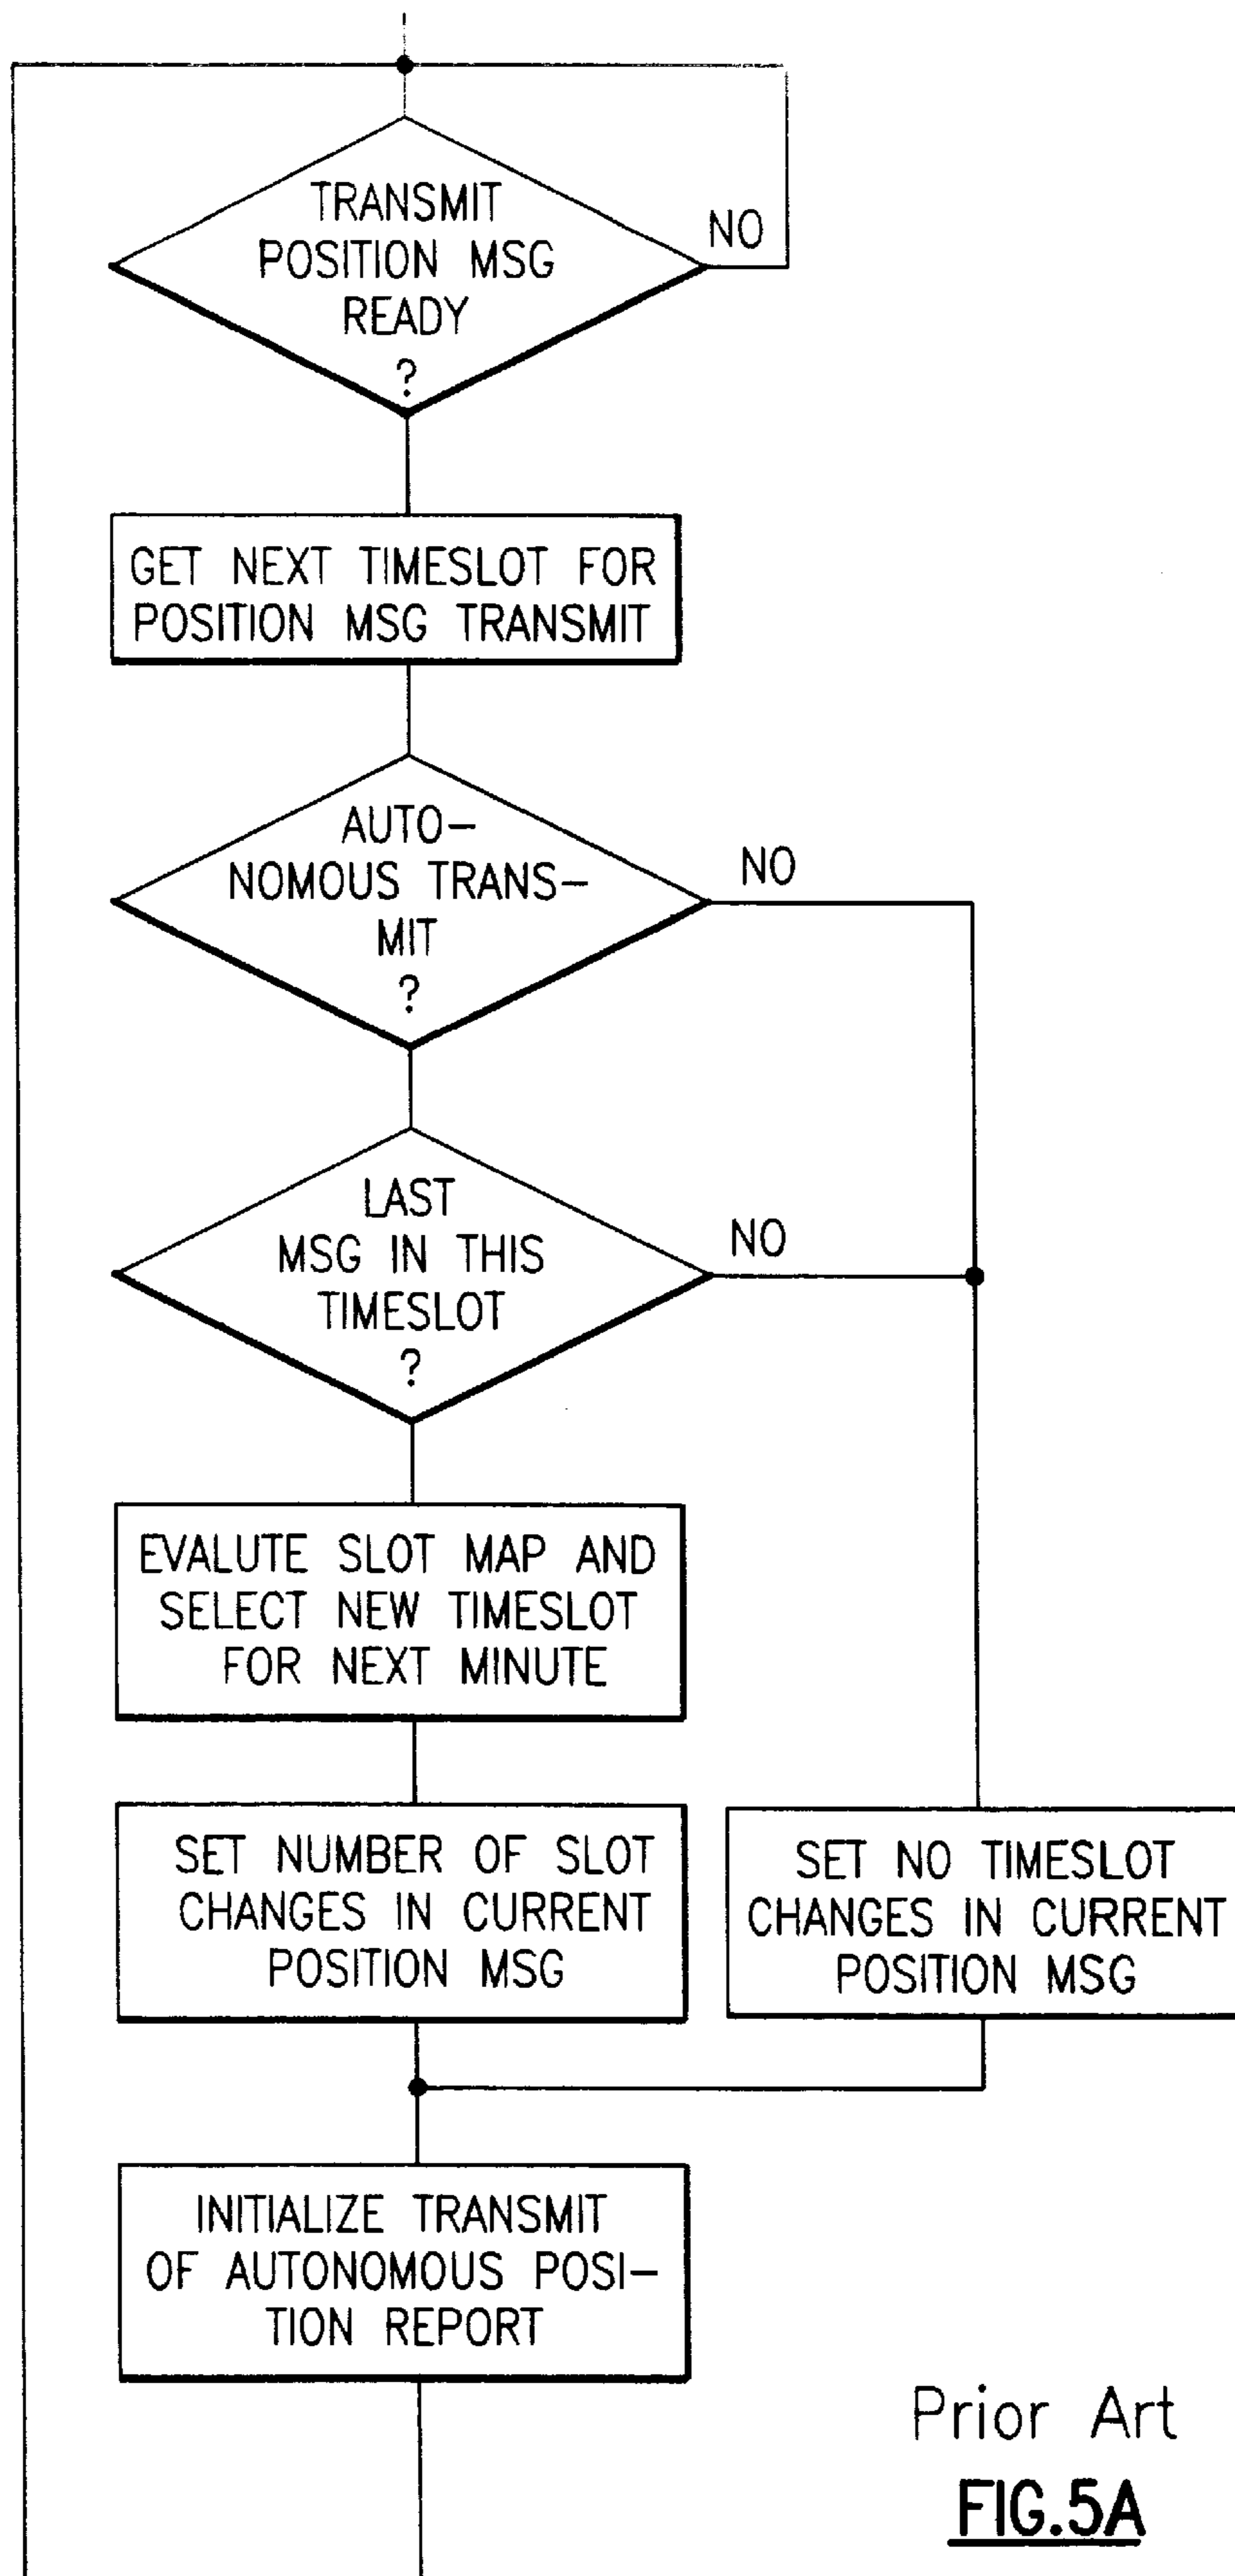 TRANSMIT
POSITION MSG
READY
?
NO
GET NEXT TIMESLOT FOR
POSITION MSG TRANSMIT
AUTO-
NOMOUS TRANS-
MIT
?
NO
LAST
MSG IN THIS
TIMESLOT
?
NO
EVALUTE SLOT MAP AND
SELECT NEW TIMESLOT
FOR NEXT MINUTE
SET NUMBER OF SLOT
CHANGES IN CURRENT
POSITION MSG
SET NO TIMESLOT
CHANGES IN CURRENT
POSITION MSG
INITIALIZE TRANSMIT
OF AUTONOMOUS POSI-
TION REPORT
Prior Art
FIG.5A